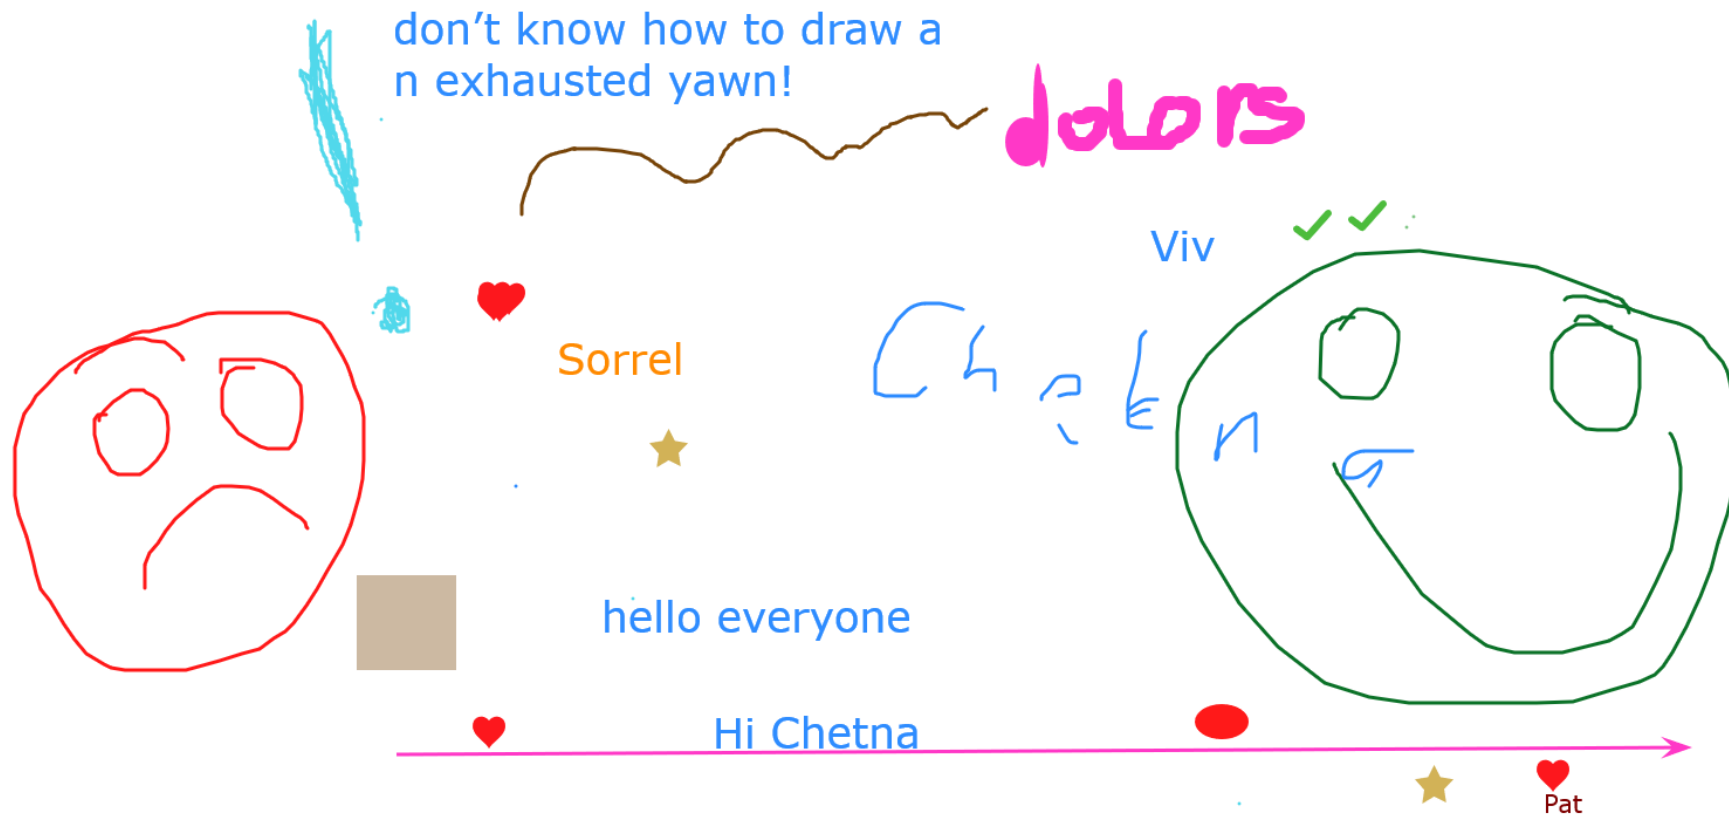 don’t know how to draw a
n exhausted yawn!
dolors
Viv
Sorrel
Chetna
hello everyone
Hi Chetna
Pat